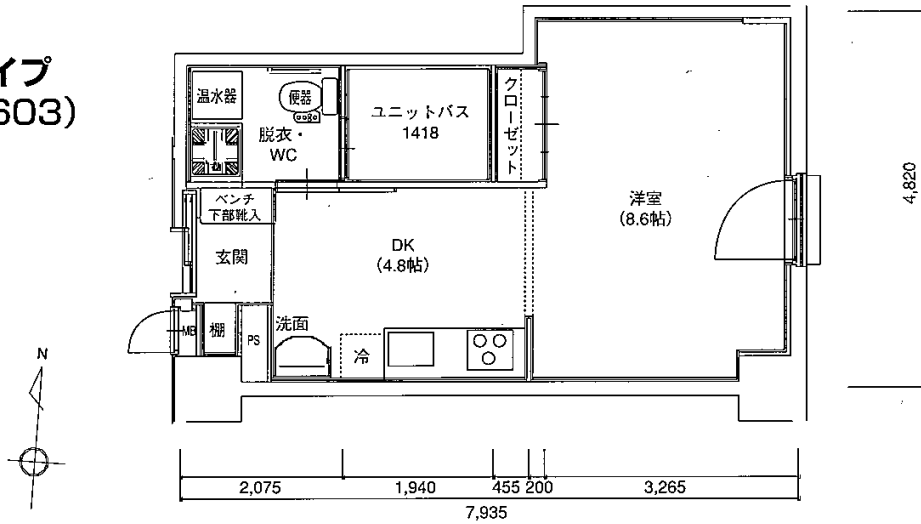 イプ
603)
温水器
便器
脱衣・
WC
ユニットバス
1418
クローゼット
ベンチ
下部靴入
玄関
DK
(4.8帖)
洋室
(8.6帖)
4,820
MB
棚
PS
洗面
冷
N
2,075
1,940
455
200
3,265
7,935